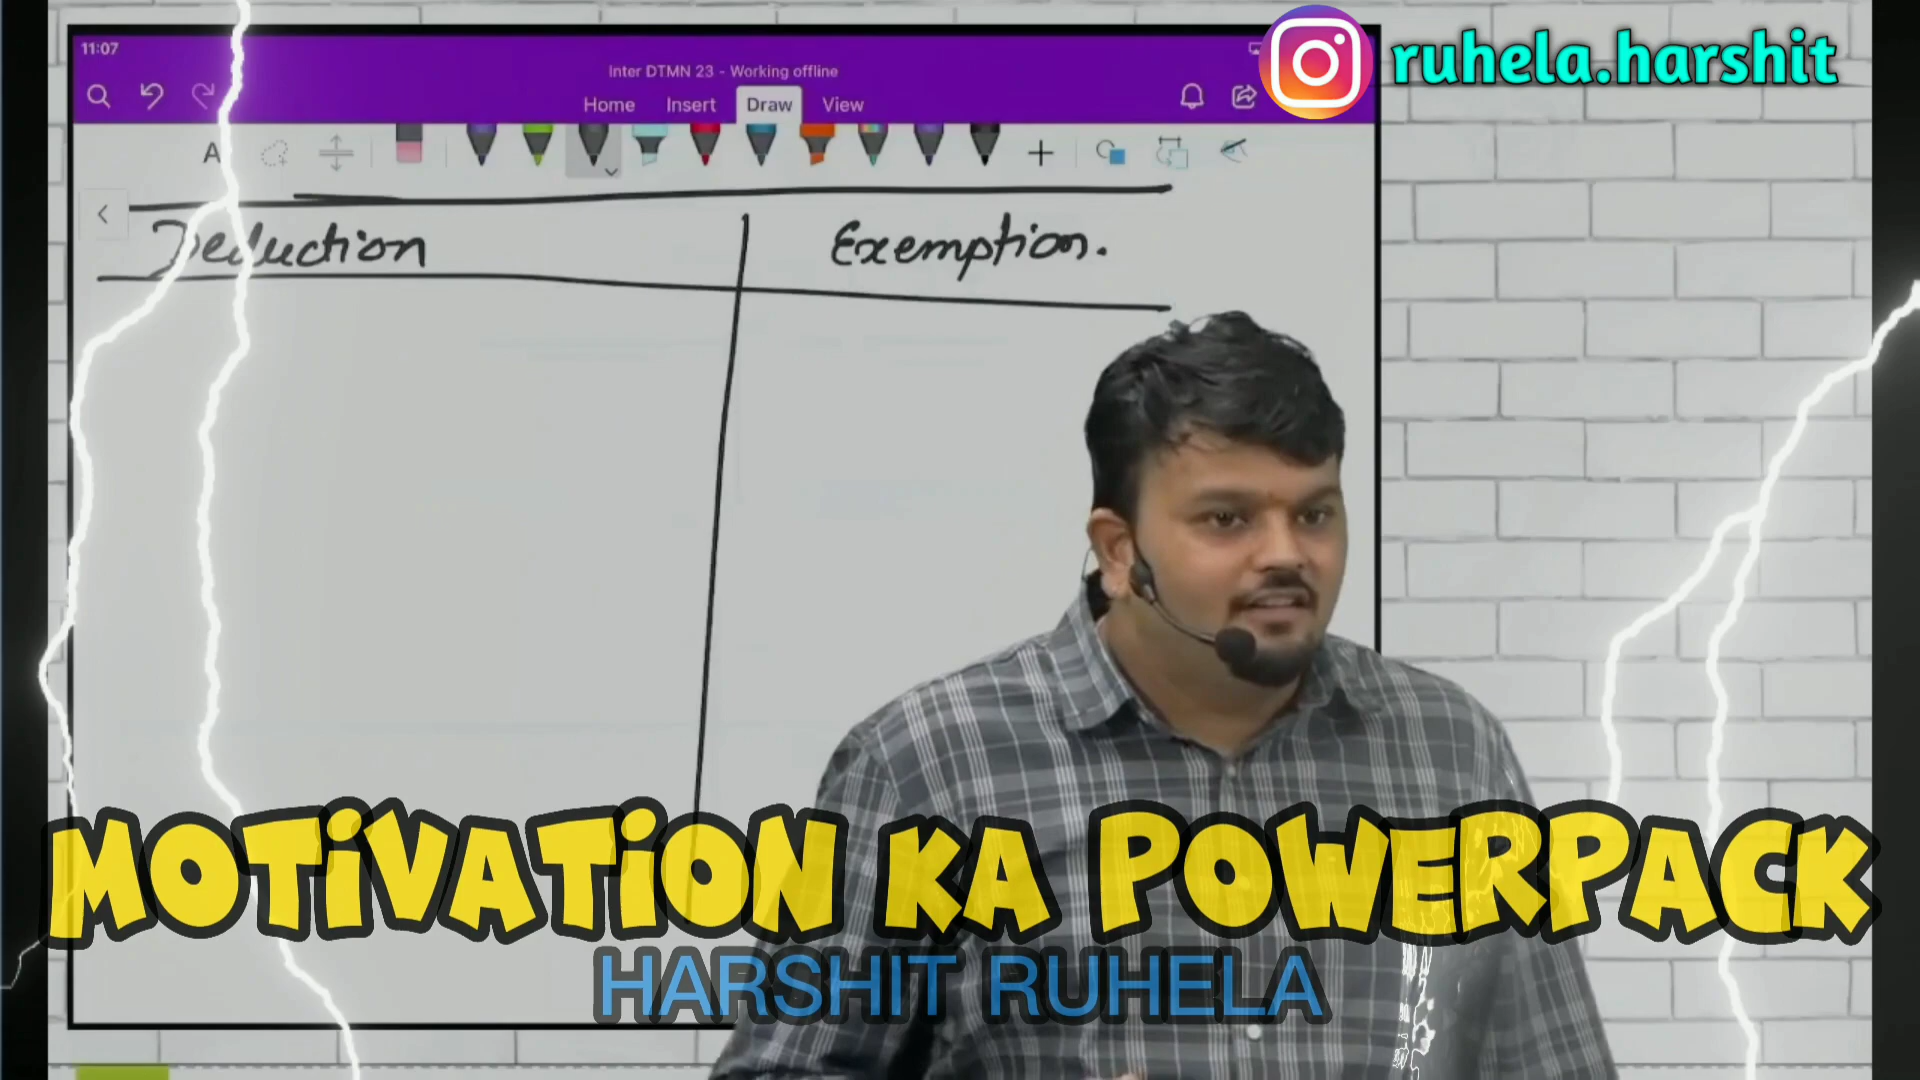 11:07
ruhela.harshit
Inter DTMN 23 - Working offline
Home Insert Draw View
A
Deduction Exemption.
MOTiVATiON KA POWERPACK
HARSHIT RUHELA